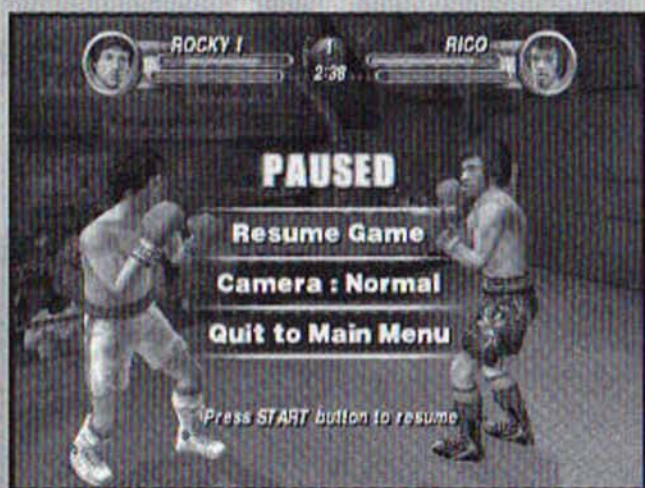 ROCKY I
1
RICO
2:38
PAUSED
Resume Game
Camera : Normal
Quit to Main Menu
Press START button to resume